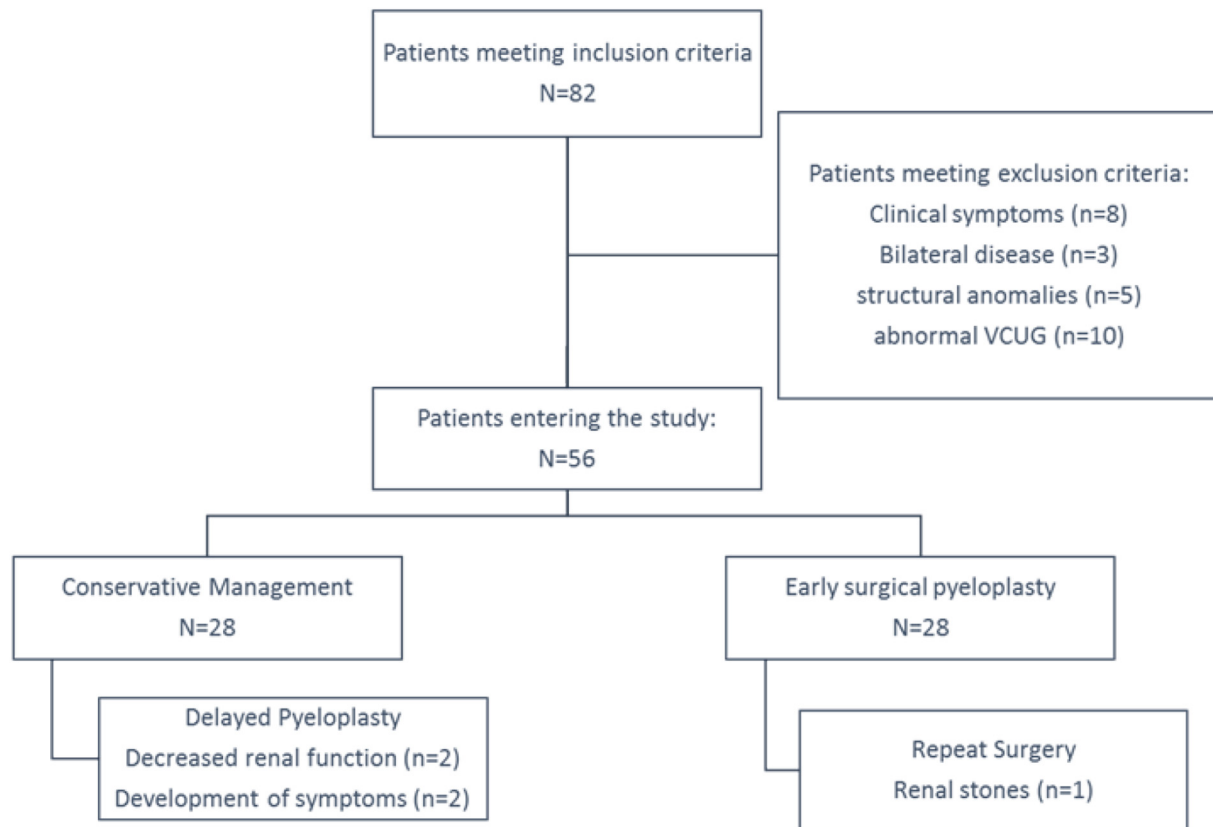 Patients meeting inclusion criteria
N=82
Patients meeting exclusion criteria:
Clinical symptoms (n=8)
Bilateral disease (n=3)
structural anomalies (n=5)
abnormal VCUG (n=10)
Patients entering the study:
N=56
Conservative Management
N=28
Early surgical pyeloplasty
N=28
Delayed Pyeloplasty
Decreased renal function (n=2)
Development of symptoms (n=2)
Repeat Surgery
Renal stones (n=1)